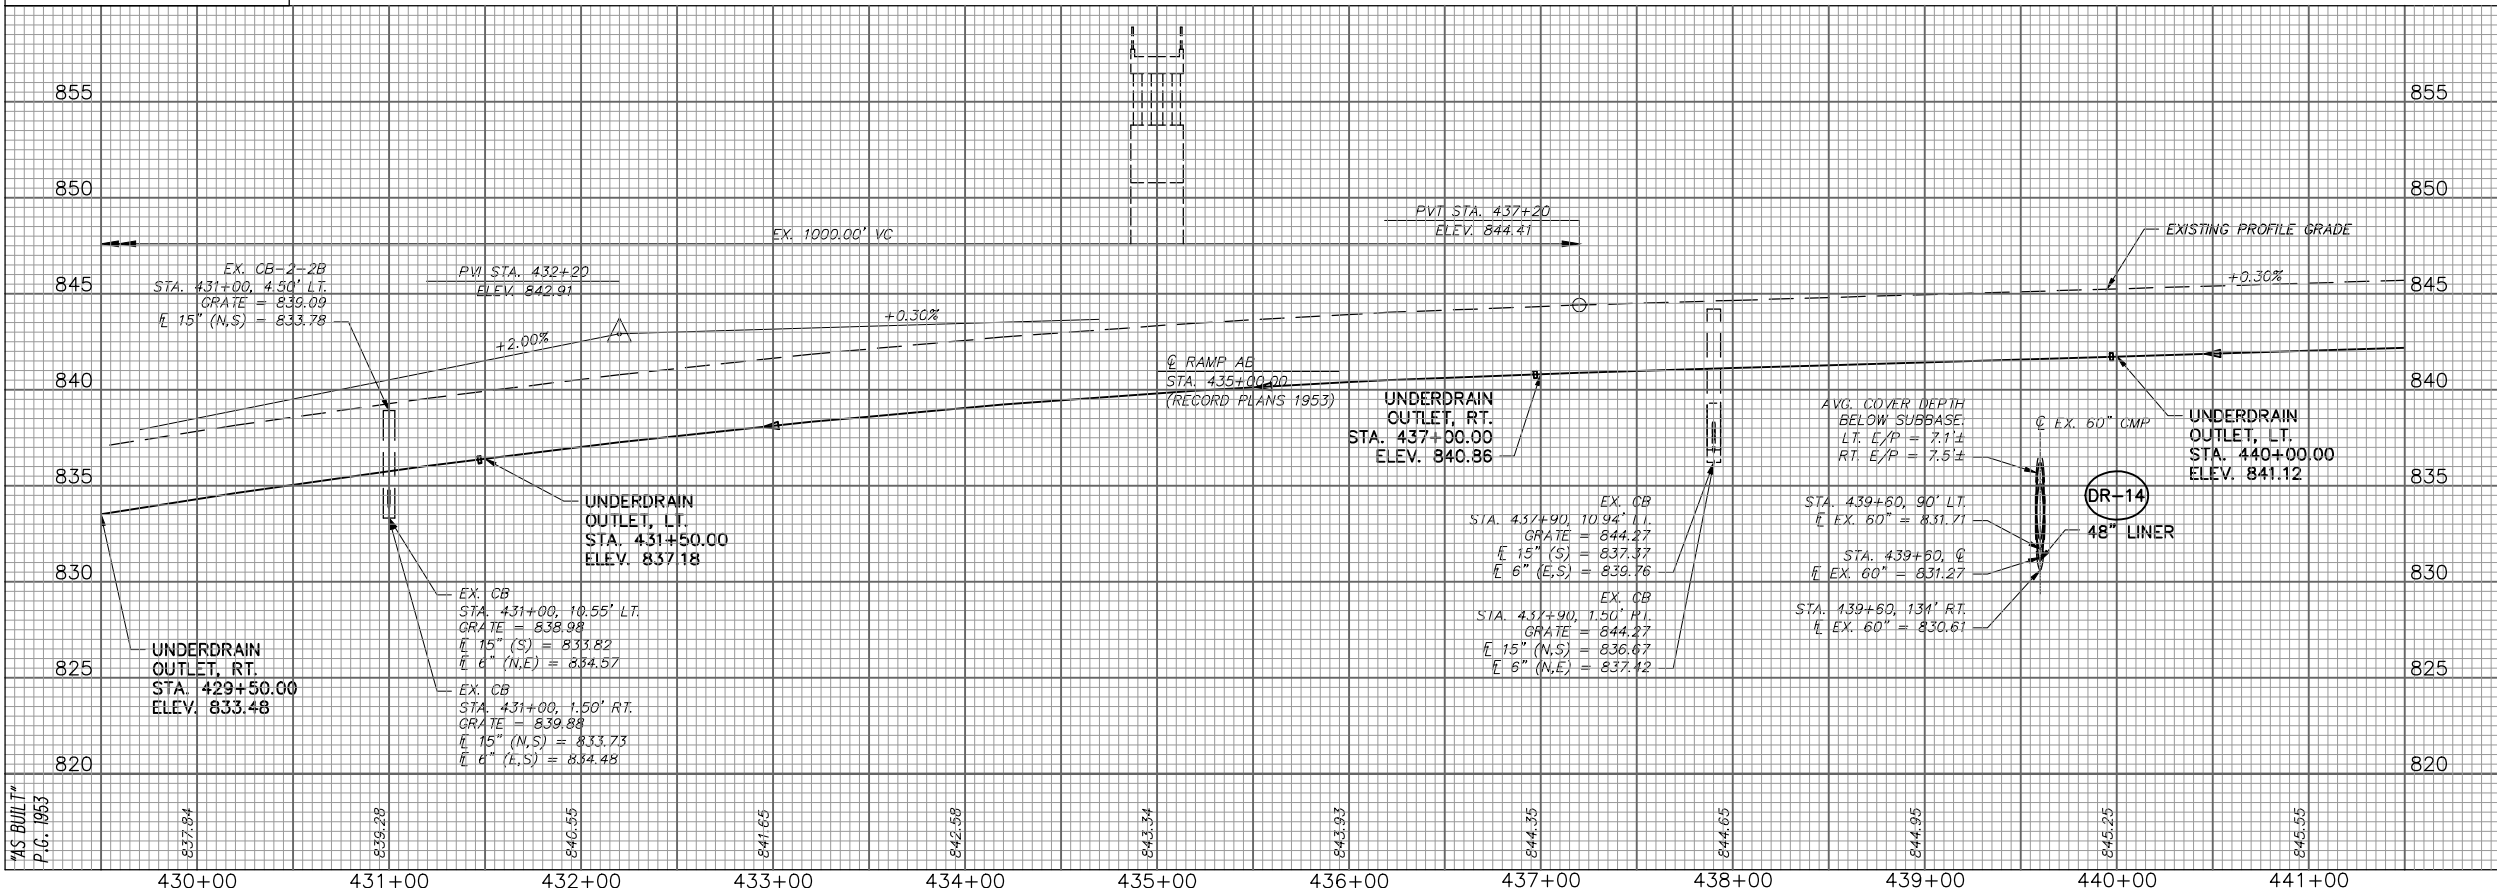 855
855
850
850
PVT STA. 437+20
ELEV. 844.41
EX. 1000.00' VC
EXISTING PROFILE GRADE
EX. CB-2-2B
STA. 431+00, 4.50' LT.
GRATE = 839.09
℄ 15" (N,S) = 833.78
PVI STA. 432+20
ELEV. 842.91
845
845
+0.30%
+0.30%
+2.00%
℄ RAMP AB
STA. 435+00.00
(RECORD PLANS 1953)
840
840
UNDERDRAIN
OUTLET, RT.
STA. 437+00.00
ELEV. 840.86
AVG. COVER DEPTH
BELOW SUBBASE:
LT. E/P = 7.1'±
RT. E/P = 7.5'±
℄ EX. 60" CMP
UNDERDRAIN
OUTLET, LT.
STA. 440+00.00
ELEV. 841.12
835
835
UNDERDRAIN
OUTLET, LT.
STA. 431+50.00
ELEV. 837.18
EX. CB
STA. 437+90, 10.94' LT.
GRATE = 844.27
℄ 15" (S) = 837.37
℄ 6" (E,S) = 839.76
STA. 439+60, 90' LT.
℄ EX. 60" = 831.71
DR-14
48" LINER
STA. 439+60, ℄
℄ EX. 60" = 831.27
830
830
EX. CB
STA. 431+00, 10.55' LT.
GRATE = 838.98
℄ 15" (S) = 833.82
℄ 6" (N,E) = 834.57
EX. CB
STA. 437+90, 1.50' RT.
GRATE = 844.27
℄ 15" (N,S) = 836.67
℄ 6" (N,E) = 837.42
STA. 439+60, 134' RT.
℄ EX. 60" = 830.61
UNDERDRAIN
OUTLET, RT.
STA. 429+50.00
ELEV. 833.48
825
825
EX. CB
STA. 431+00, 1.50' RT.
GRATE = 839.88
℄ 15" (N,S) = 833.73
℄ 6" (E,S) = 834.48
820
820
"AS BUILT"
P.G. 1953
837.84
839.28
840.55
841.65
842.58
843.34
843.93
844.35
844.65
844.95
845.25
845.55
430+00
431+00
432+00
433+00
434+00
435+00
436+00
437+00
438+00
439+00
440+00
441+00